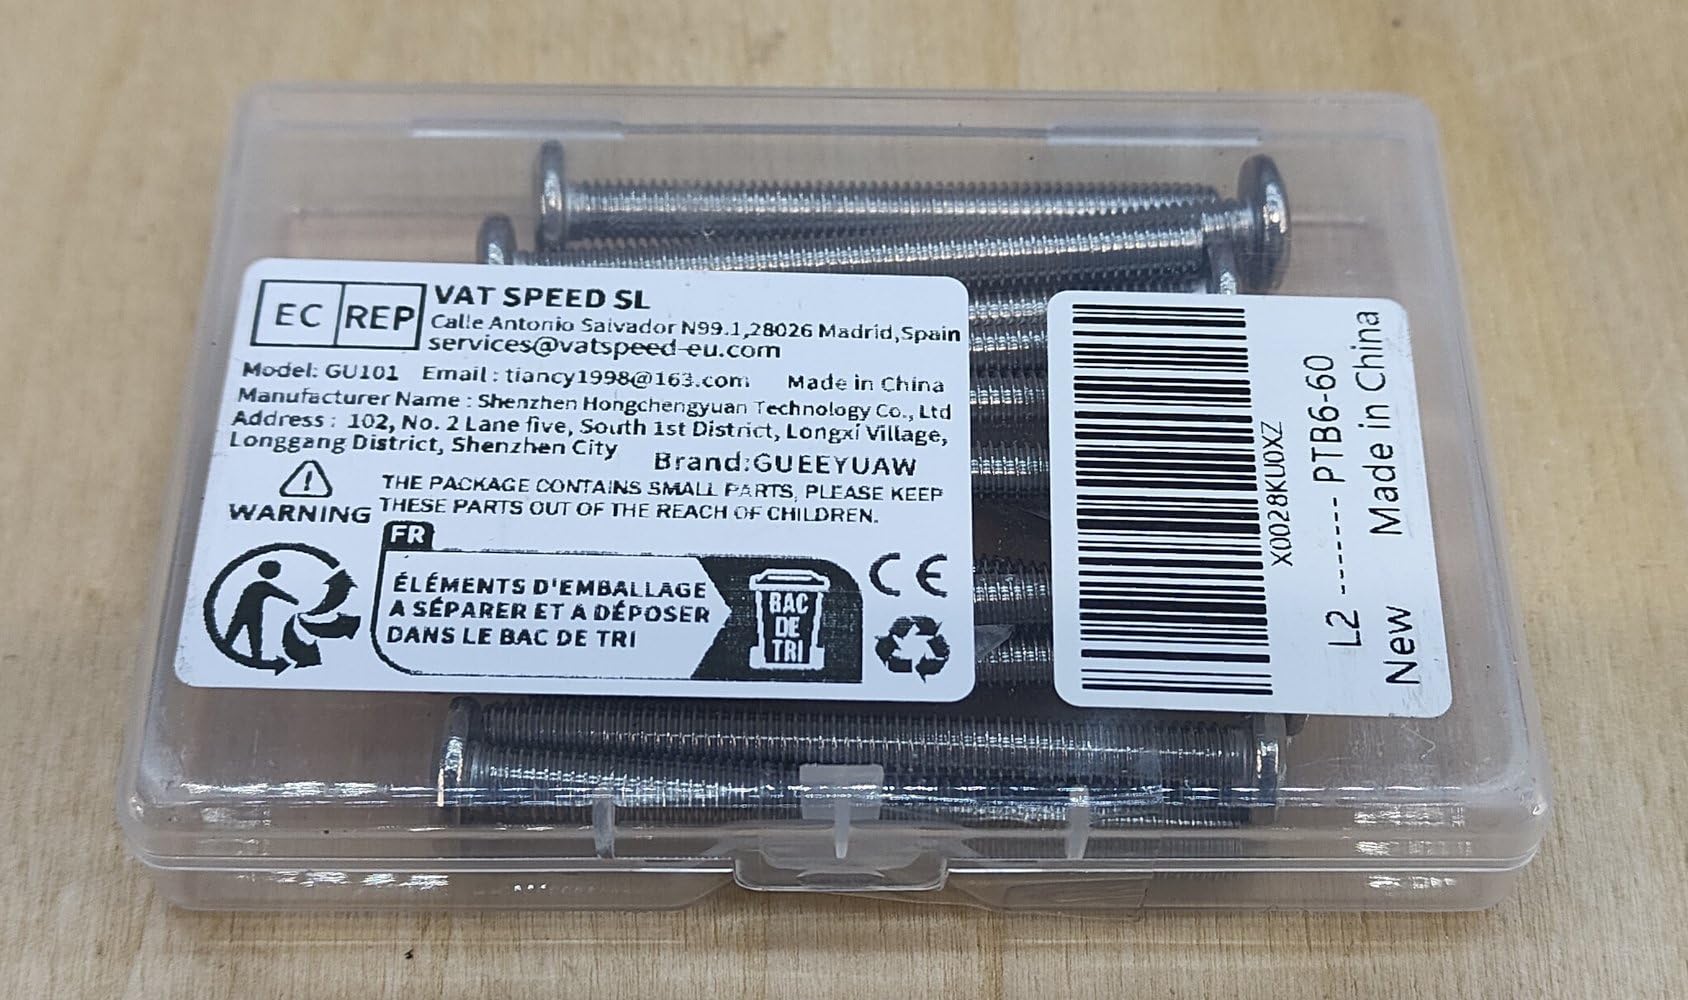 EC REP
VAT SPEED SL
Calle Antonio Saivador N99.1,28026 Madrid,Spain
services@vatspeed-eu.com
Model: GU101 Email : tiancy1998@163.com Made in China
Manufacturer Name : Shenzhen Hongchengyuan Technology Co., Ltd
Address : 102, No. 2 Lane five, South 1st District, Longxi Village,
Longgang District, Shenzhen City
Brand:GUEEYUAW
WARNING
THE PACKAGE CONTAINS SMALL PARTS, PLEASE KEEP
THESE PARTS OUT OF THE REACH OF CHILDREN.
FR
ÉLÉMENTS D'EMBALLAGE
A SÉPARER ET A DÉPOSER
DANS LE BAC DE TRI
BAC
DE
TRI
CE
X0028KU0XZ
L2 ------- PTB6-60
New Made in China